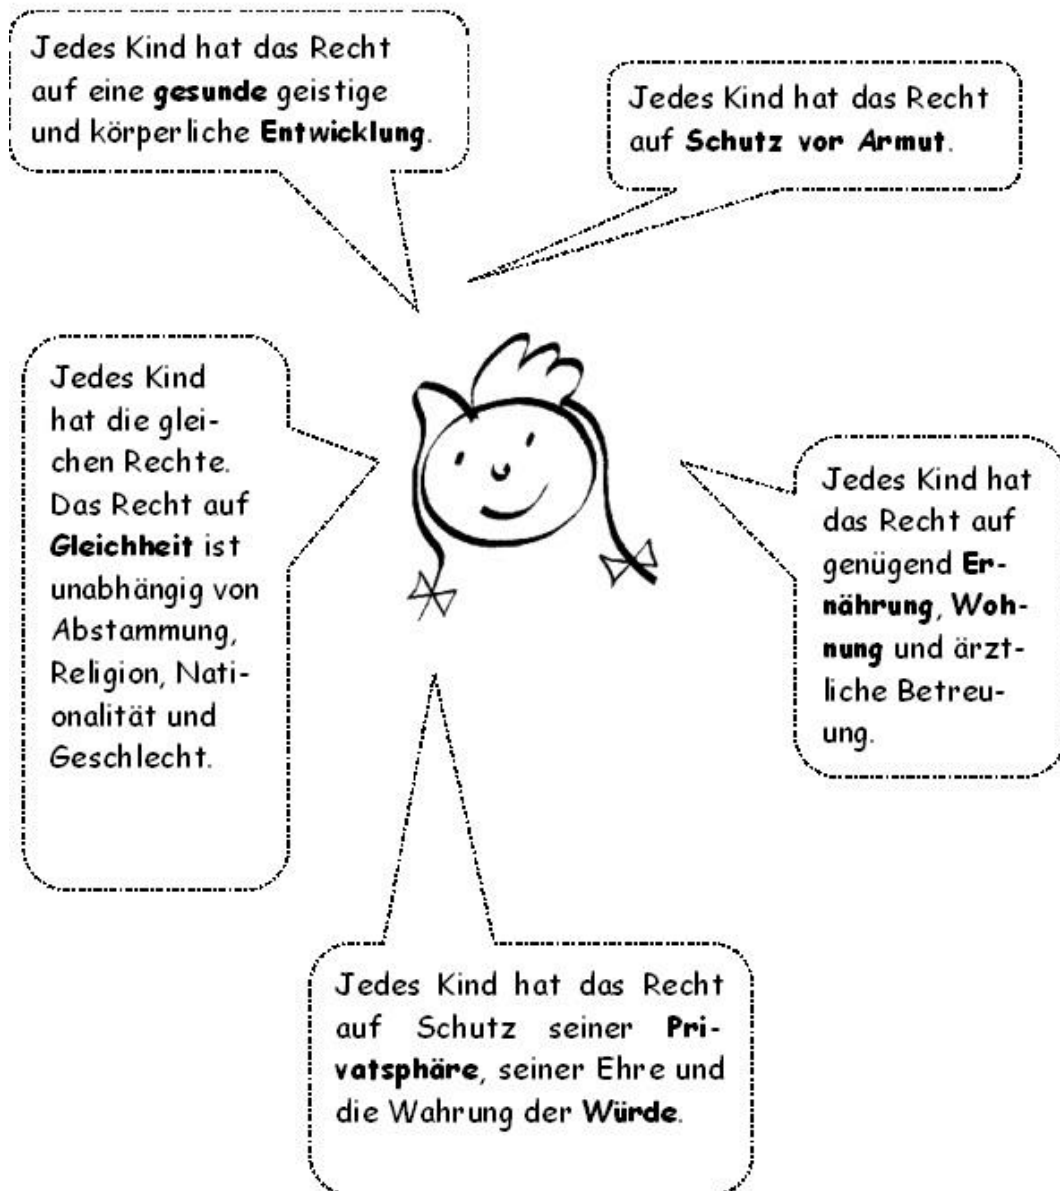 Jedes Kind hat das Recht
auf eine gesunde geistige
und körperliche Entwicklung.
Jedes Kind hat das Recht
auf Schutz vor Armut.
Jedes Kind
hat die glei-
chen Rechte.
Das Recht auf
Gleichheit ist
unabhängig von
Abstammung,
Religion, Nati-
onalität und
Geschlecht.
Jedes Kind hat
das Recht auf
genügend Er-
nährung, Woh-
nung und ärzt-
liche Betreu-
ung.
Jedes Kind hat das Recht
auf Schutz seiner Pri-
vatsphäre, seiner Ehre und
die Wahrung der Würde.